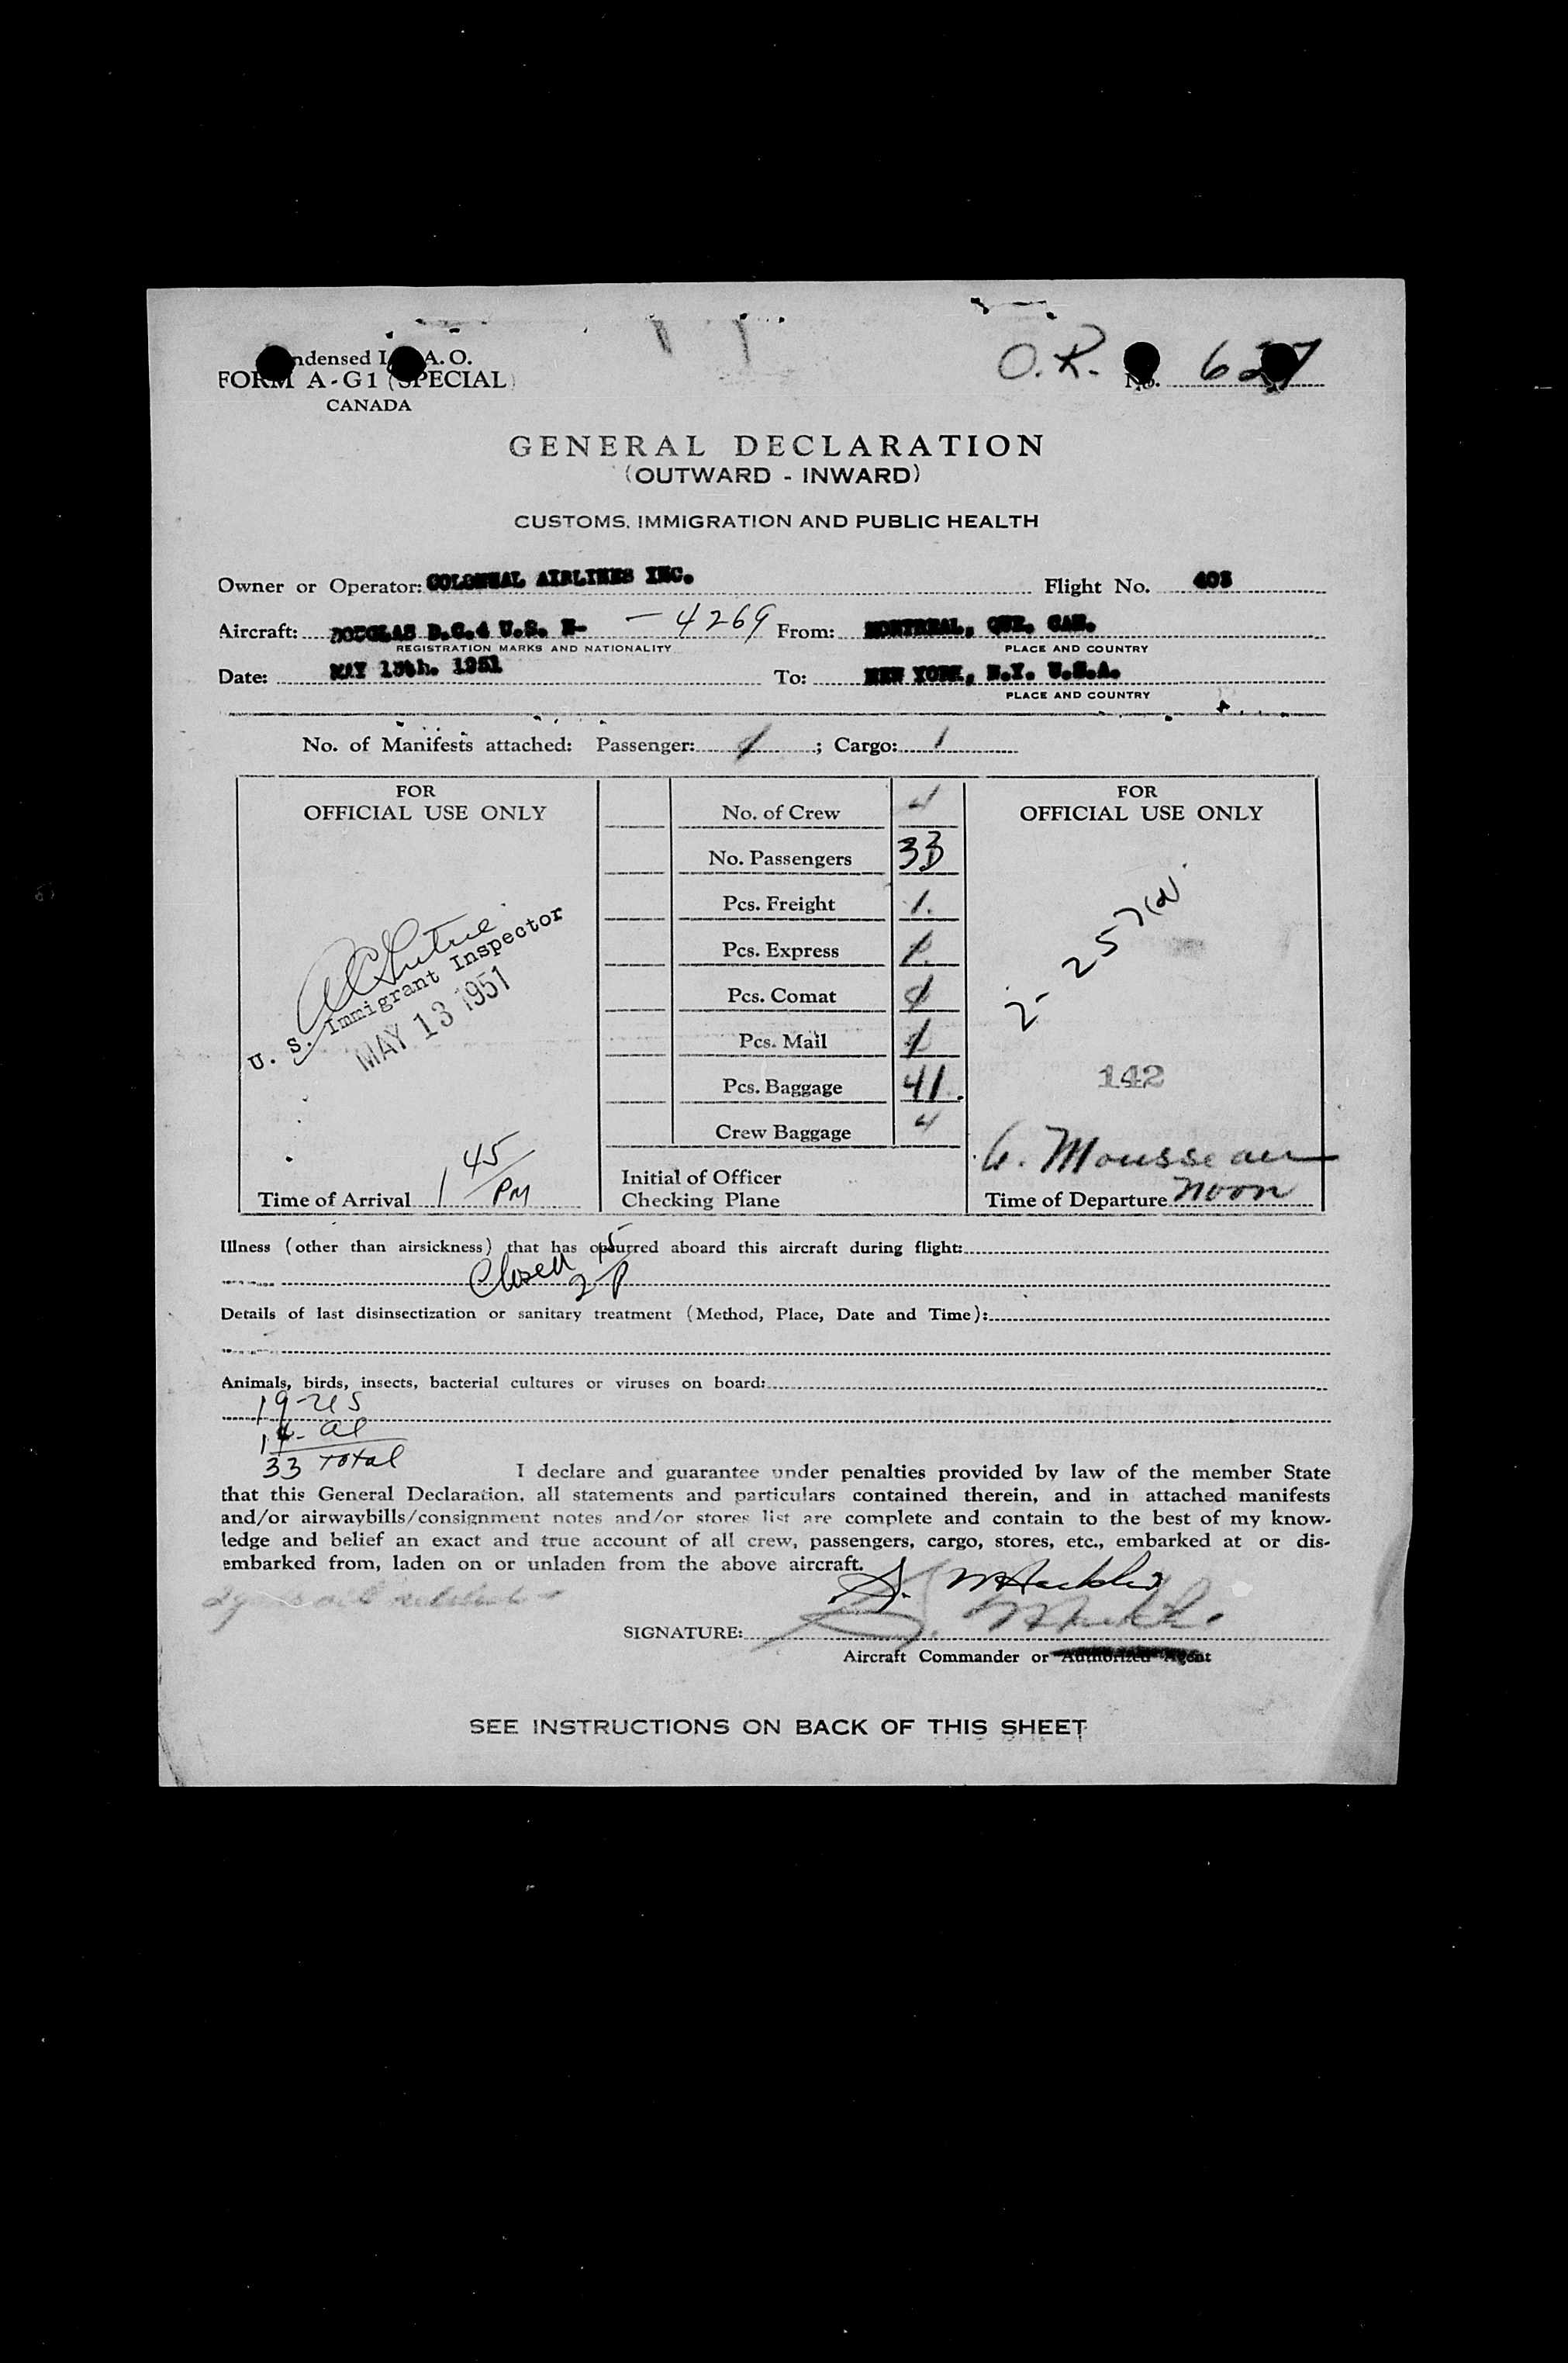 ndensed I. A. O.
FORM A-G1 (SPECIAL)
CANADA
O.R. No. 627
GENERAL DECLARATION
(OUTWARD - INWARD)
CUSTOMS, IMMIGRATION AND PUBLIC HEALTH
Owner or Operator: COLONIAL AIRLINES INC. Flight No. 403
Aircraft: DOUGLAS D.C.4 U.S. N- - 4269 From: MONTREAL, QUE. CAN.
REGISTRATION MARKS AND NATIONALITY PLACE AND COUNTRY
Date: MAY 13th. 1951 To: NEW YORK, N.Y. U.S.A.
PLACE AND COUNTRY
No. of Manifests attached: Passenger: 1; Cargo: 1
FOR
OFFICIAL USE ONLY
U. S. Immigrant Inspector
MAY 13 1951
Time of Arrival 1 45 PM
No. of Crew 4
No. Passengers 33
Pcs. Freight 1.
Pcs. Express 1.
Pcs. Comat 1
Pcs. Mail 1
Pcs. Baggage 41.
Crew Baggage 4
Initial of Officer
Checking Plane
FOR
OFFICIAL USE ONLY
142
G. Mousseau
Time of Departure Noon
Illness (other than airsickness) that has occurred aboard this aircraft during flight:
Closed 2 15 P
Details of last disinsectization or sanitary treatment (Method, Place, Date and Time):
Animals, birds, insects, bacterial cultures or viruses on board:
19 - US
14 - al
33 Total
I declare and guarantee under penalties provided by law of the member State
that this General Declaration, all statements and particulars contained therein, and in attached manifests
and/or airwaybills/consignment notes and/or stores list are complete and contain to the best of my know-
ledge and belief an exact and true account of all crew, passengers, cargo, stores, etc., embarked at or dis-
embarked from, laden on or unladen from the above aircraft.
SIGNATURE:
Aircraft Commander or Authorized Agent
SEE INSTRUCTIONS ON BACK OF THIS SHEET